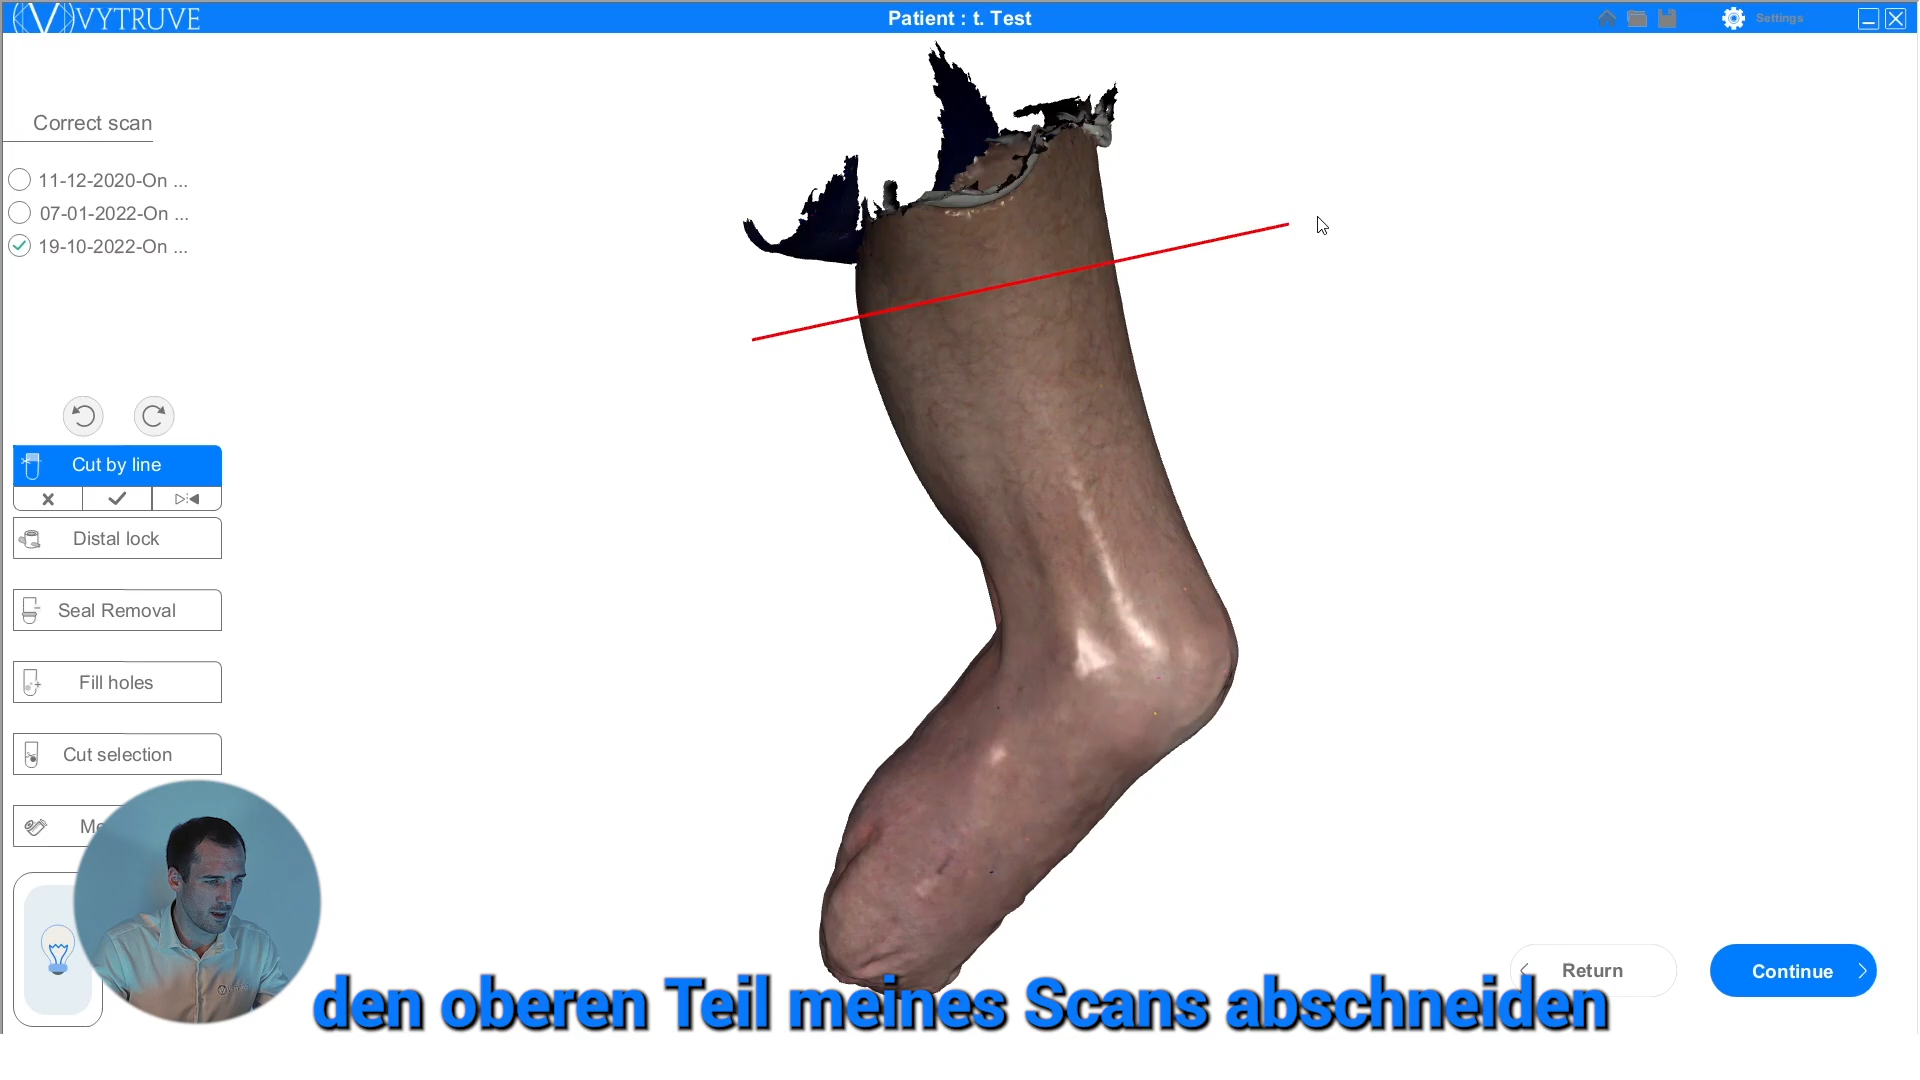 VYTRUVE
Patient : t. Test
Settings
Correct scan
11-12-2020-On ...
07-01-2022-On ...
19-10-2022-On ...
Cut by line
Distal lock
Seal Removal
Fill holes
Cut selection
Return
Continue
den oberen Teil meines Scans abschneiden